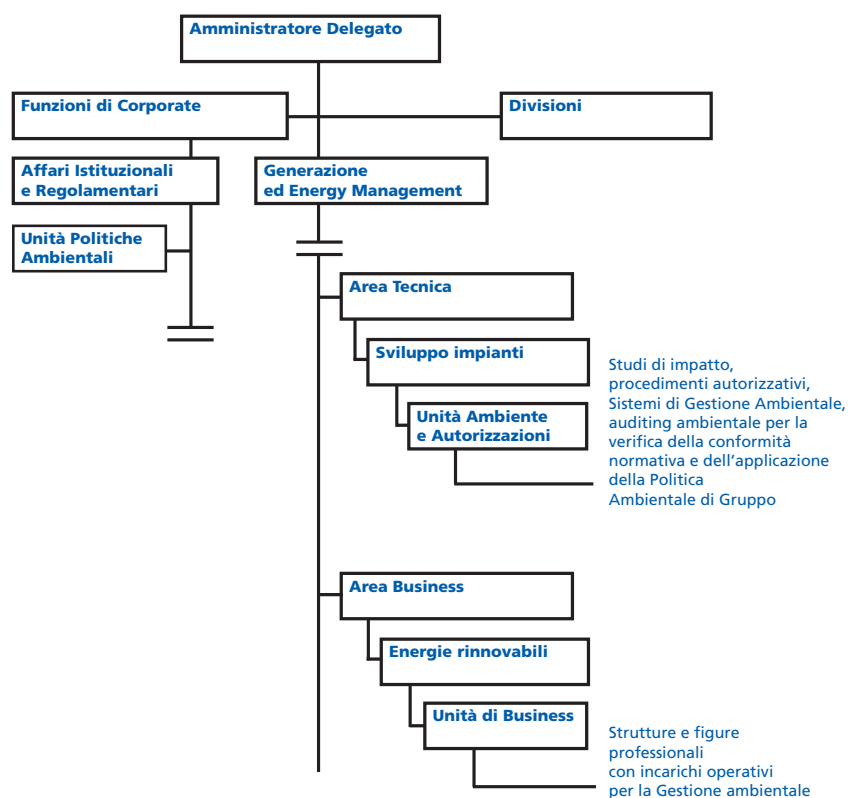 Amministratore Delegato
Funzioni di Corporate
Divisioni
Affari Istituzionali
e Regolamentari
Generazione
ed Energy Management
Unità Politiche
Ambientali
Area Tecnica
Sviluppo impianti
Unità Ambiente
e Autorizzazioni
Studi di impatto,
procedimenti autorizzativi,
Sistemi di Gestione Ambientale,
auditing ambientale per la
verifica della conformità
normativa e dell'applicazione
della Politica
Ambientale di Gruppo
Area Business
Energie rinnovabili
Unità di Business
Strutture e figure
professionali
con incarichi operativi
per la Gestione ambientale